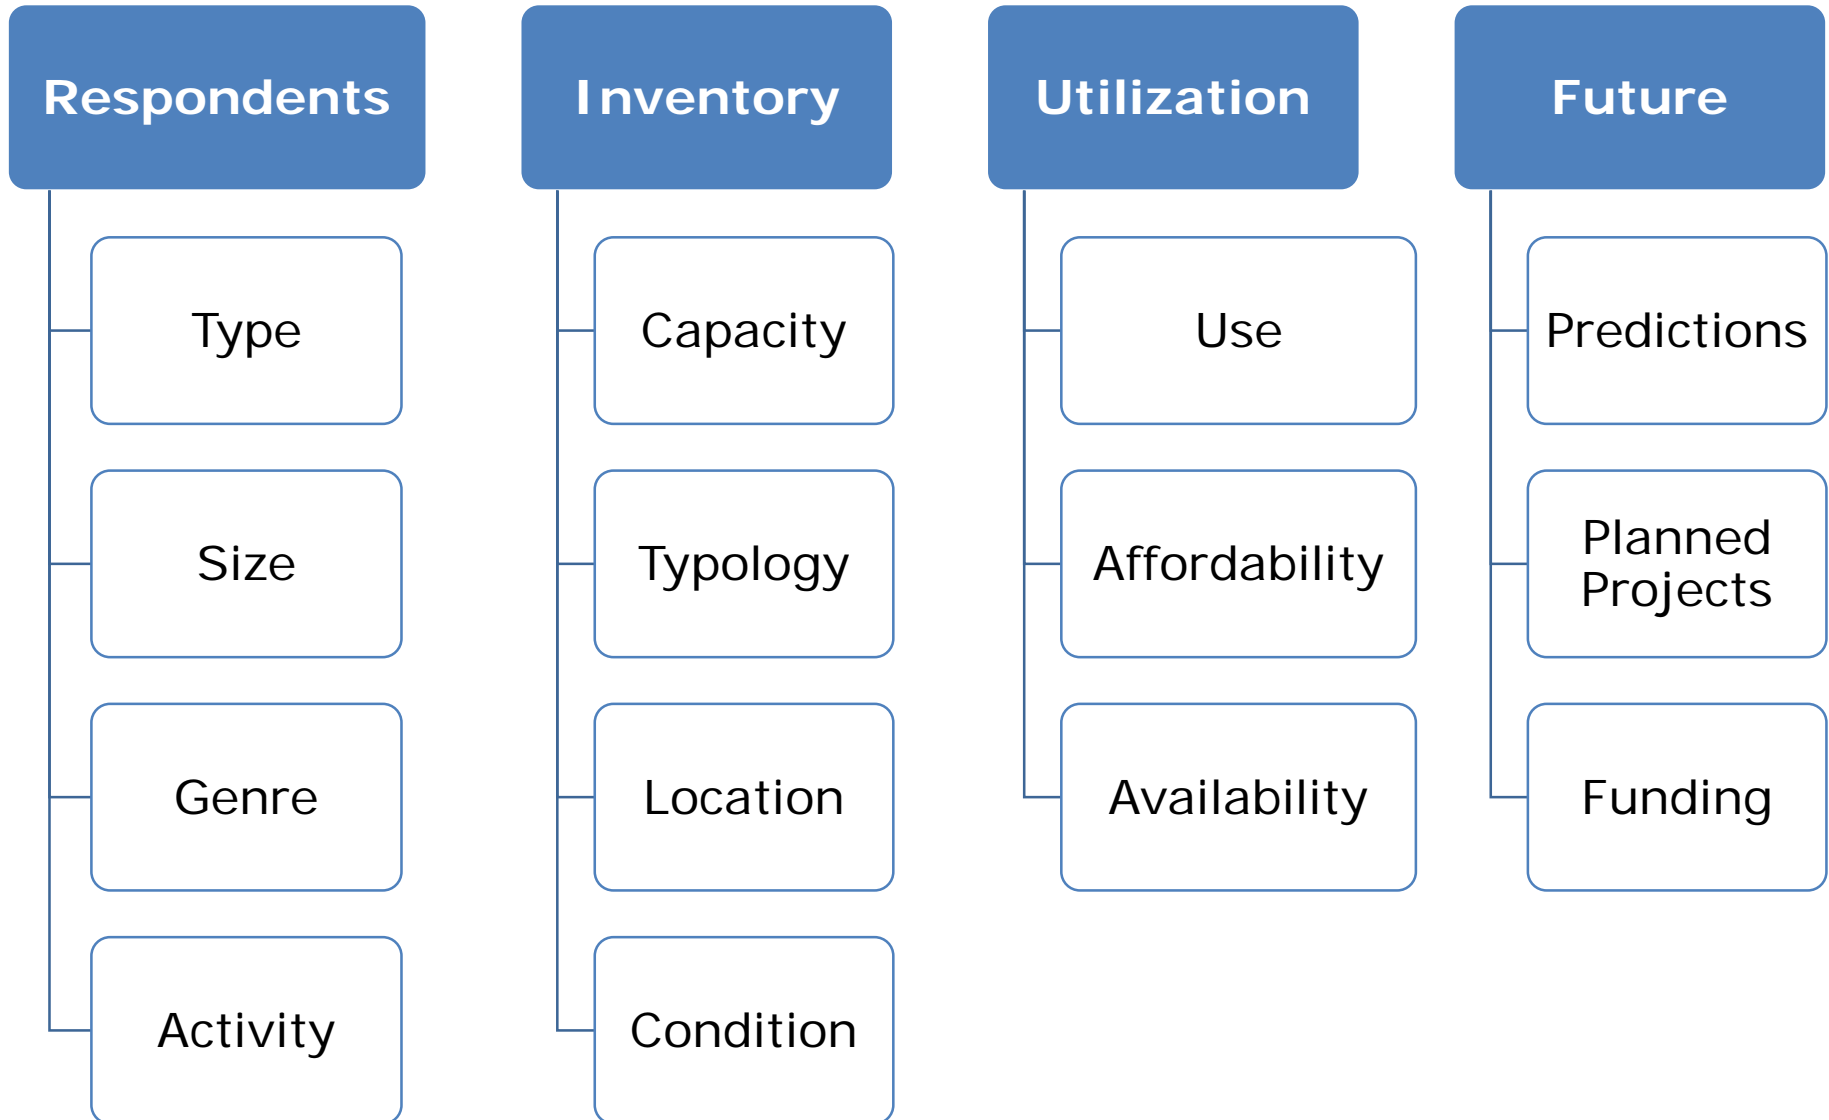 Respondents
Type
Size
Genre
Activity
Inventory
Capacity
Typology
Location
Condition
Utilization
Use
Affordability
Availability
Future
Predictions
Planned
Projects
Funding